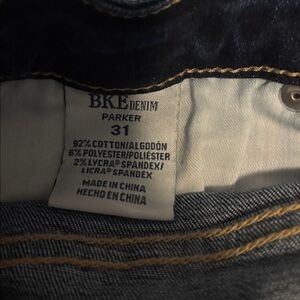 BKE DENIM
PARKER
31
92% COTTON/ALGODÓN
6% POLYESTER/POLIÉSTER
2% LYCRA® SPANDEX/
LICRA® SPANDEX
MADE IN CHINA
HECHO EN CHINA